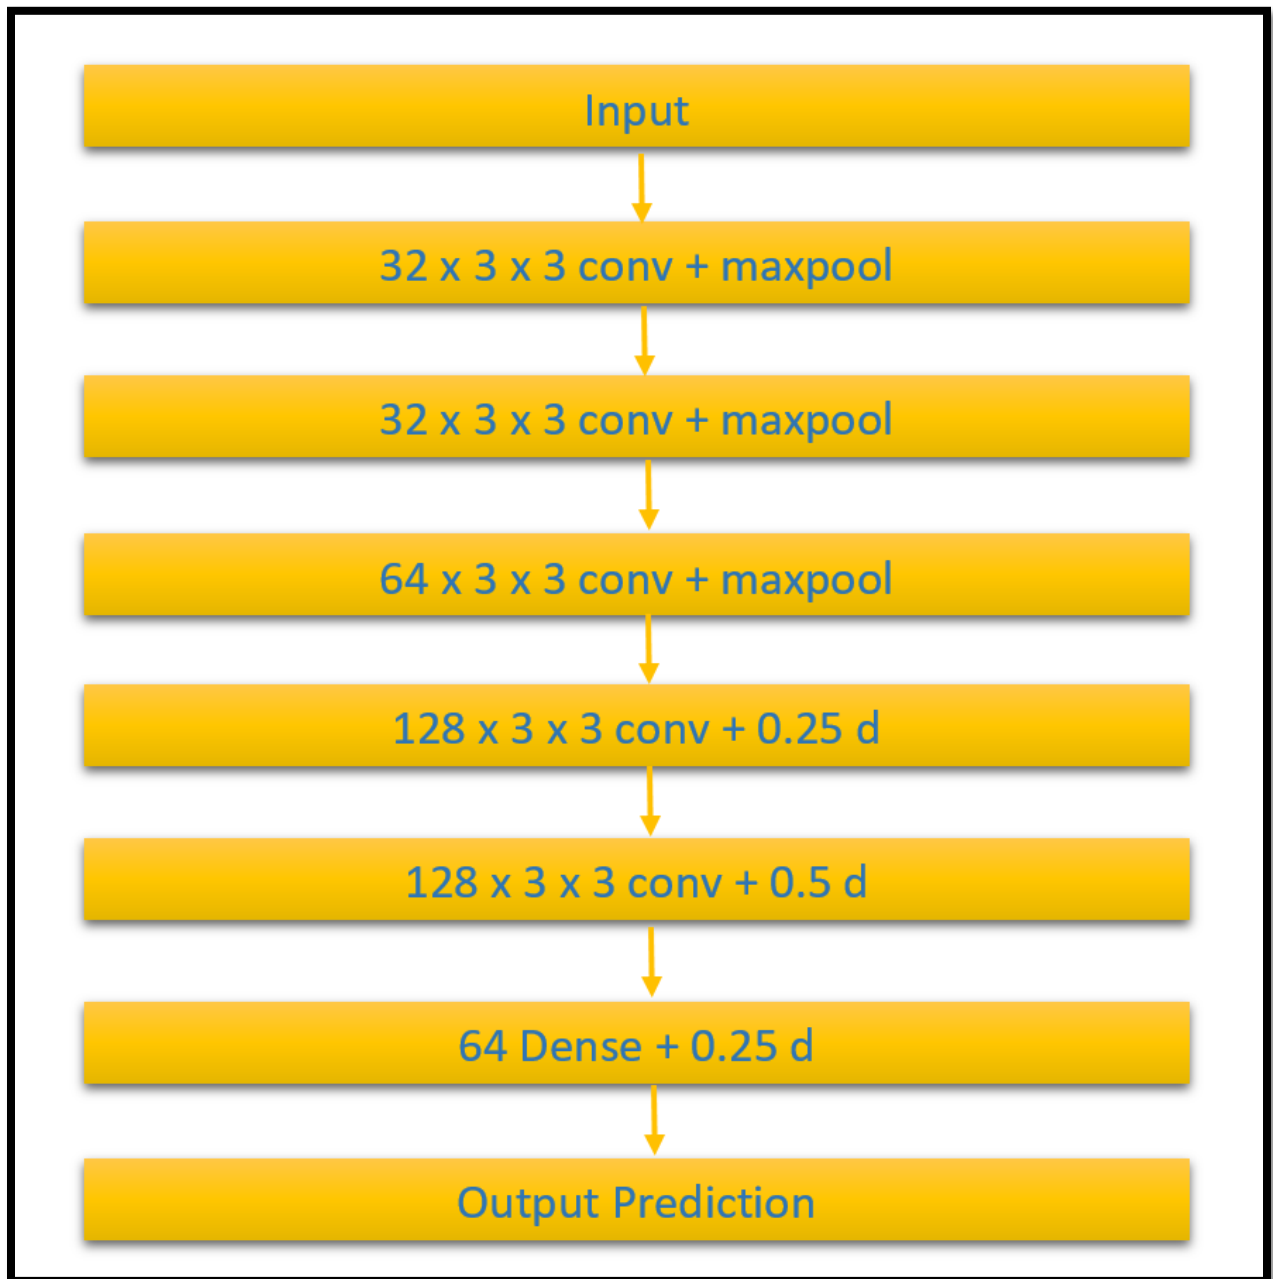 Input
32 x 3 x 3 conv + maxpool
32 x 3 x 3 conv + maxpool
64 x 3 x 3 conv + maxpool
128 x 3 x 3 conv + 0.25 d
128 x 3 x 3 conv + 0.5 d
64 Dense + 0.25 d
Output Prediction